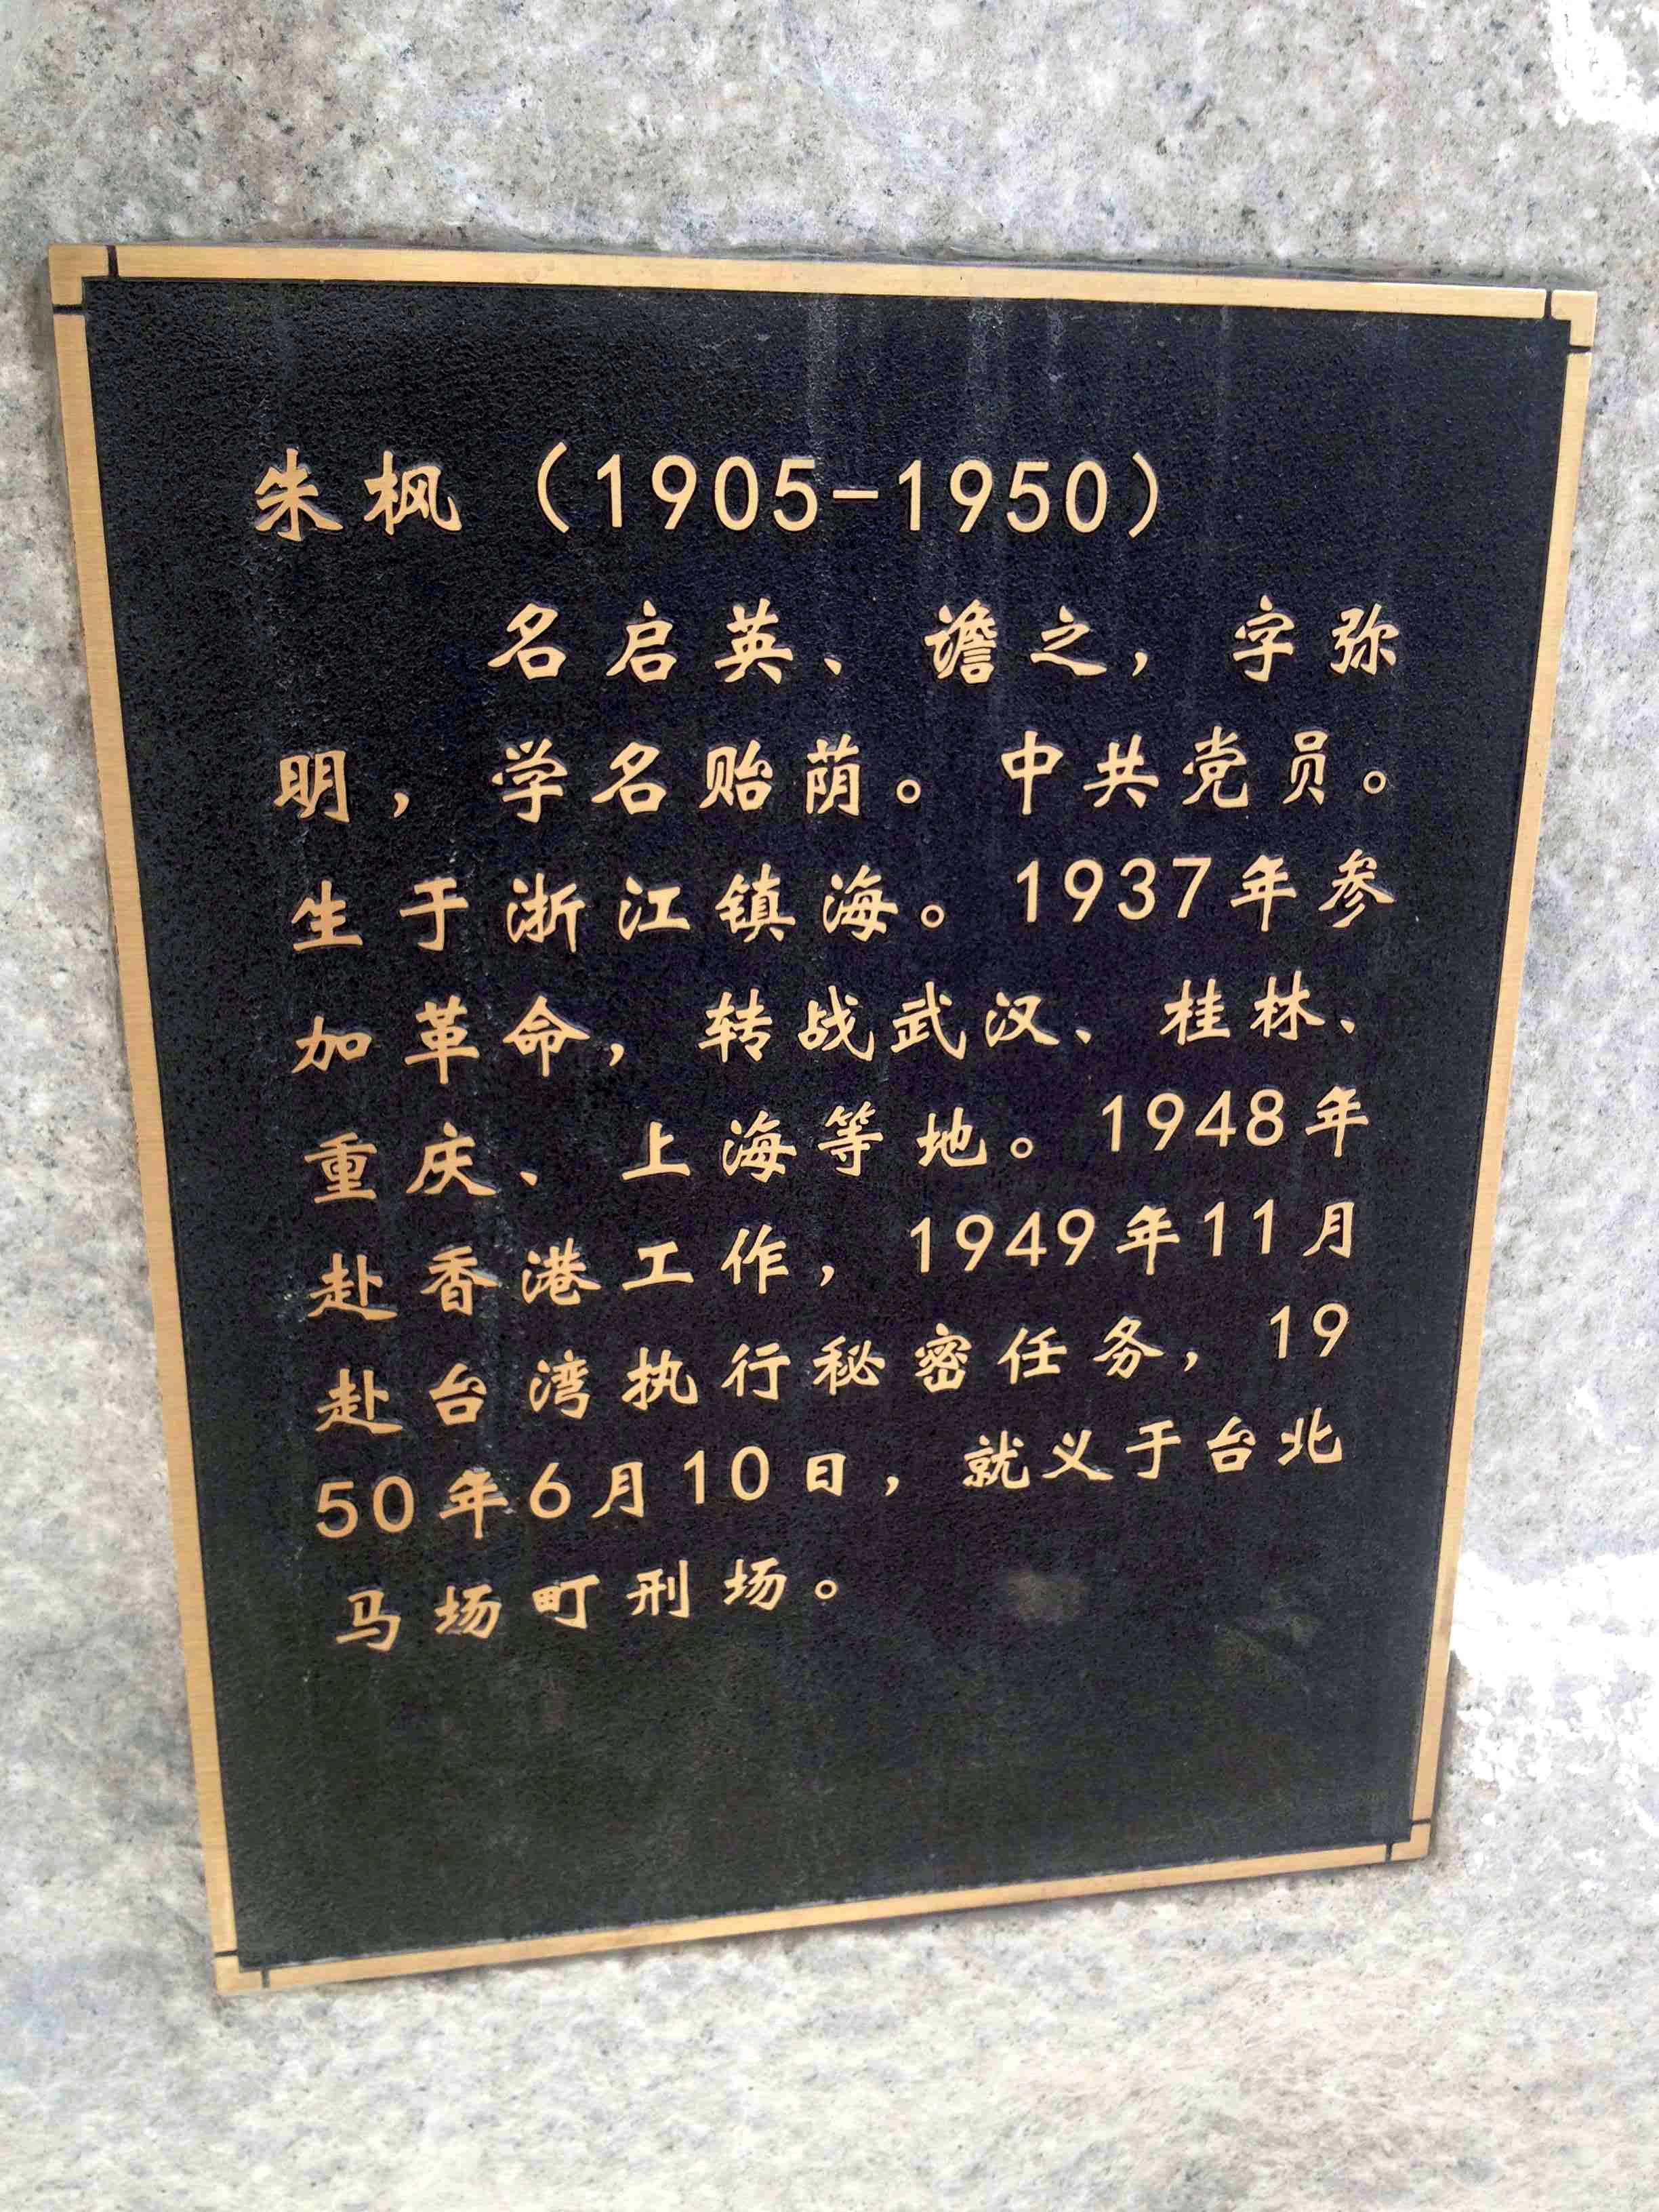 朱枫（1905-1950）
名启英、谵之，字弥
明，学名贻荫。中共党员。
生于浙江镇海。1937年参
加革命，转战武汉、桂林、
重庆、上海等地。1948年
赴香港工作，1949年11月
赴台湾执行秘密任务，19
50年6月10日，就义于台北
马场町刑场。